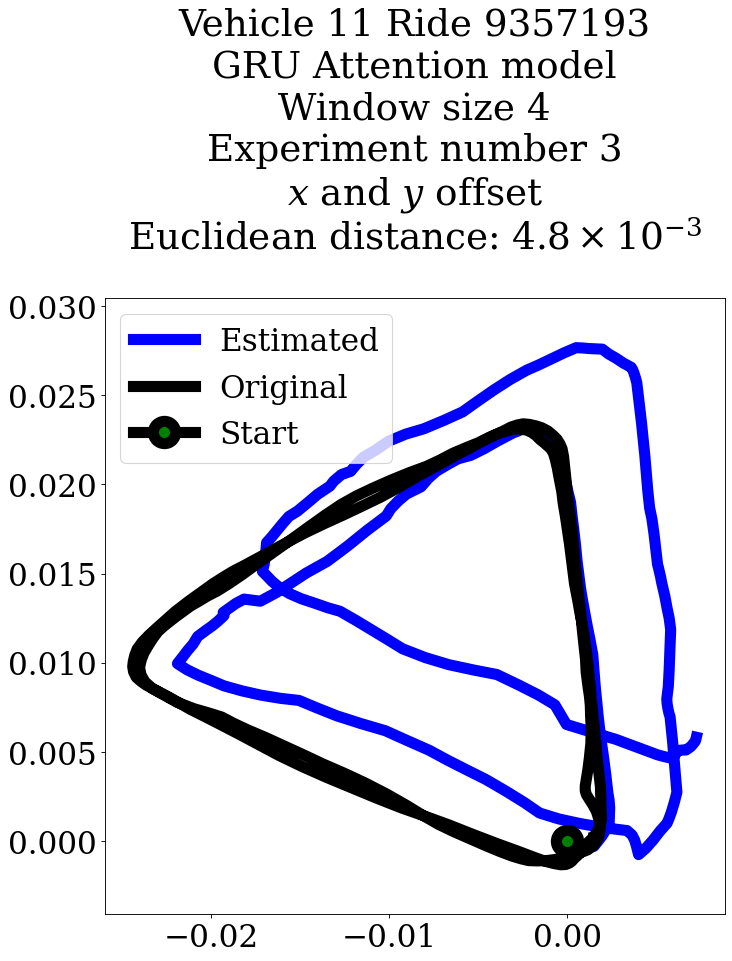 Vehicle 11 Ride 9357193
GRU Attention model
Window size 4
Experiment number 3
x and y offset
Euclidean distance: 4.8 × 10⁻³
0.030
0.025
0.020
0.015
0.010
0.005
0.000
Estimated
Original
Start
−0.02 −0.01 0.00